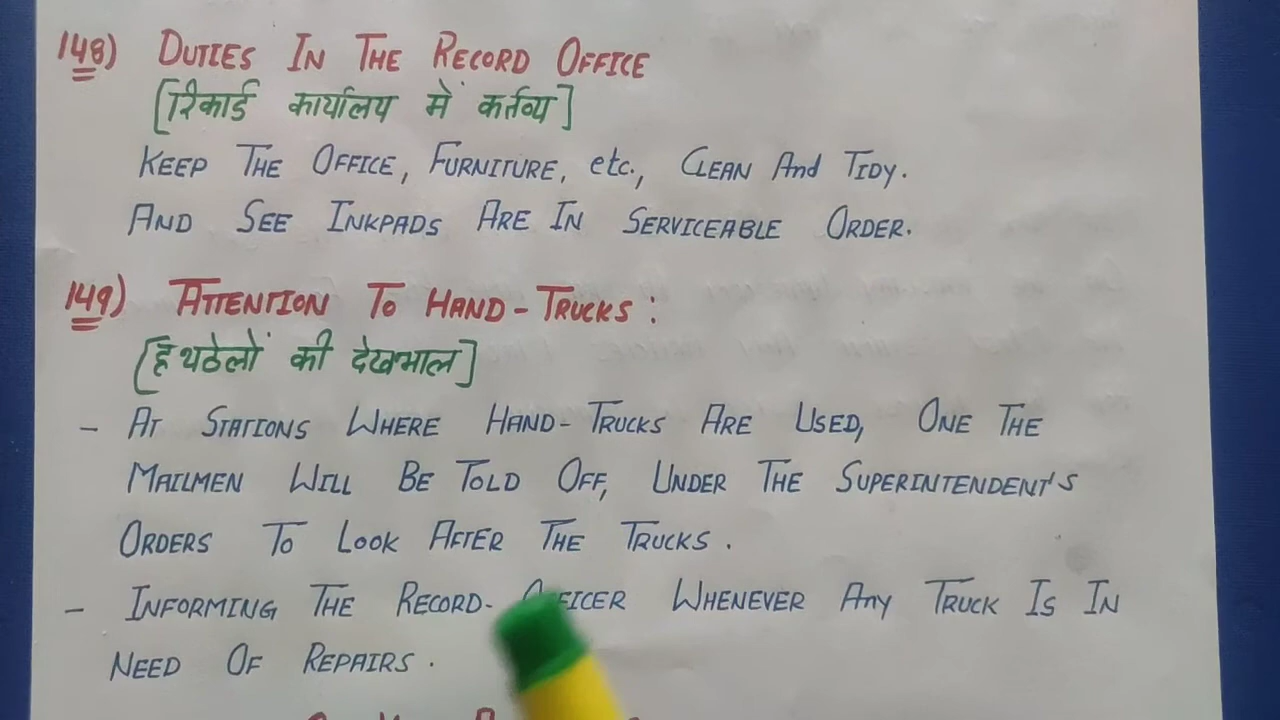 148) DUTIES IN THE RECORD OFFICE
[रिकार्ड कार्यालय में कर्तव्य]
KEEP THE OFFICE, FURNITURE, etc., CLEAN And TIDY.
AND SEE INKPADS ARE IN SERVICEABLE ORDER.
149) ATTENTION TO HAND-TRUCKS:
[हथठेलों की देखभाल]
- At STATIONS WHERE HAND-TRUCKS ARE USED, ONE THE
MAILMEN WILL BE TOLD OFF, UNDER THE SUPERINTENDENT'S
ORDERS TO LOOK AFTER THE TRUCKS.
- INFORMING THE RECORD-OFFICER WHENEVER Any TRUCK IS IN
NEED OF REPAIRS.